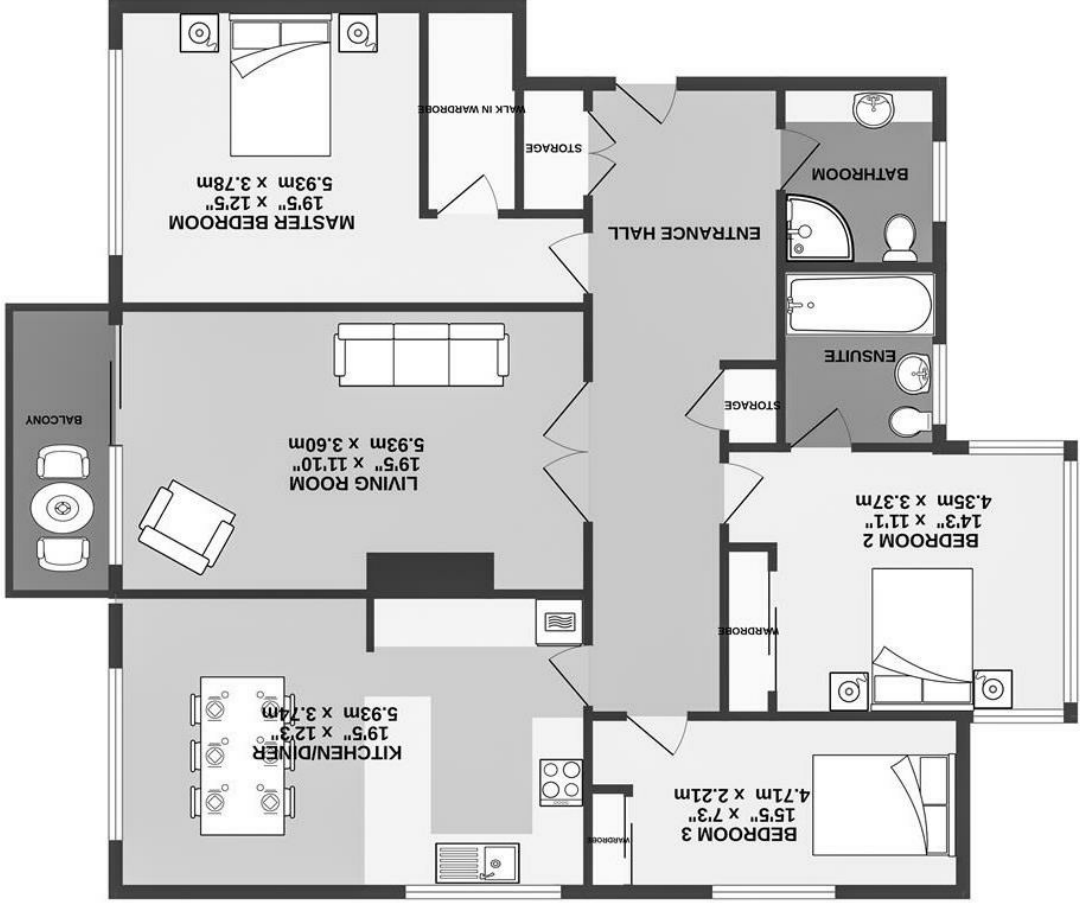 WARDROBE
BEDROOM 3
15'5" x 7'3"
4.71m x 2.21m
KITCHEN/DINER
19'5" x 12'3"
5.93m x 3.74m
WARDROBE
BEDROOM 2
14'3" x 11'1"
4.35m x 3.37m
LIVING ROOM
19'5" x 11'10"
5.93m x 3.60m
BALCONY
STORAGE
ENSUITE
ENTRANCE HALL
MASTER BEDROOM
19'5" x 12'5"
5.93m x 3.78m
BATHROOM
STORAGE
WALK IN WARDROBE